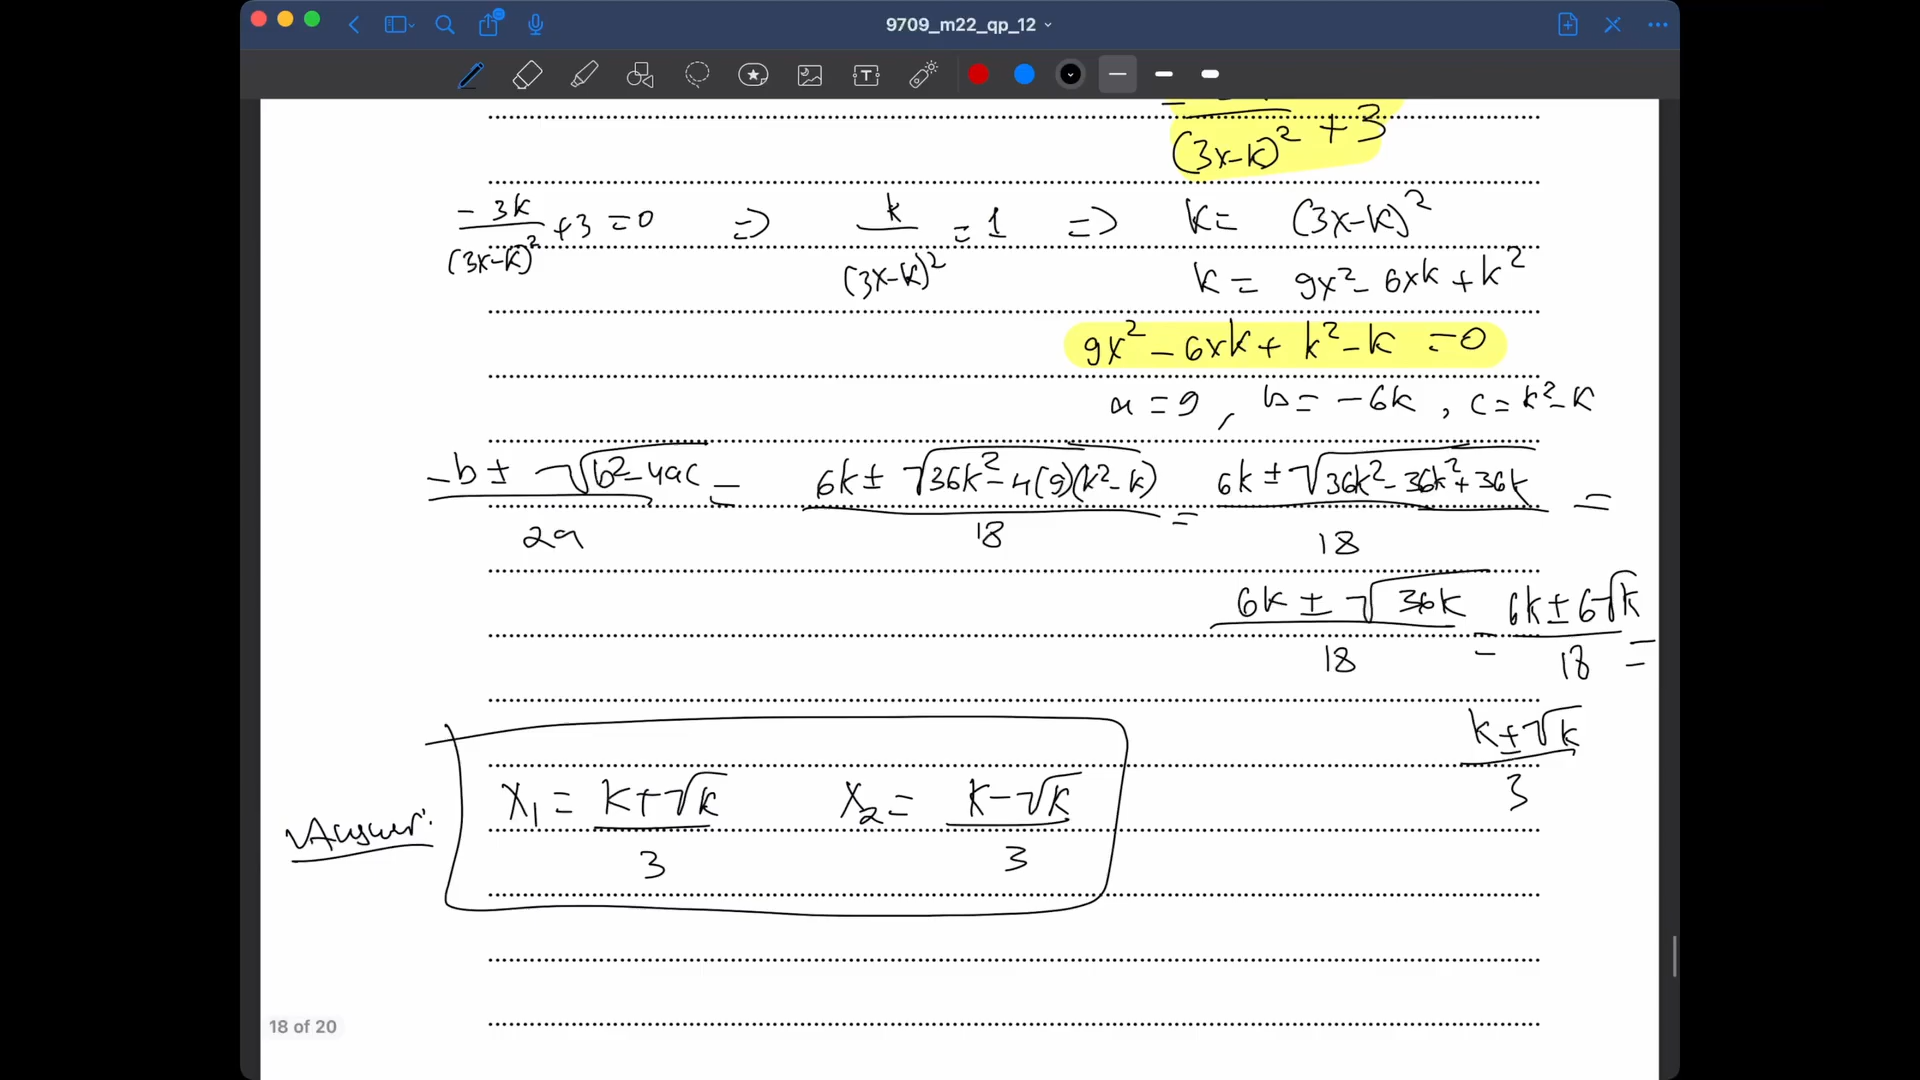 9709_m22_qp_12
(3x-k)² + 3
-3k/(3x-k)² + 3 = 0 ⇒ k/(3x-k)² = 1 ⇒ k = (3x-k)²
k = 9x² - 6xk + k²
9x² - 6xk + k² - k = 0
a = 9, b = -6k, c = k² - k
(-b ± √(b² - 4ac))/2a = (6k ± √(36k² - 4(9)(k² - k)))/18 = (6k ± √(36k² - 36k² + 36k))/18 =
(6k ± √36k)/18 = (6k ± 6√k)/18 =
(k ± √k)/3
Answer: x₁ = (k + √k)/3 x₂ = (k - √k)/3
18 of 20